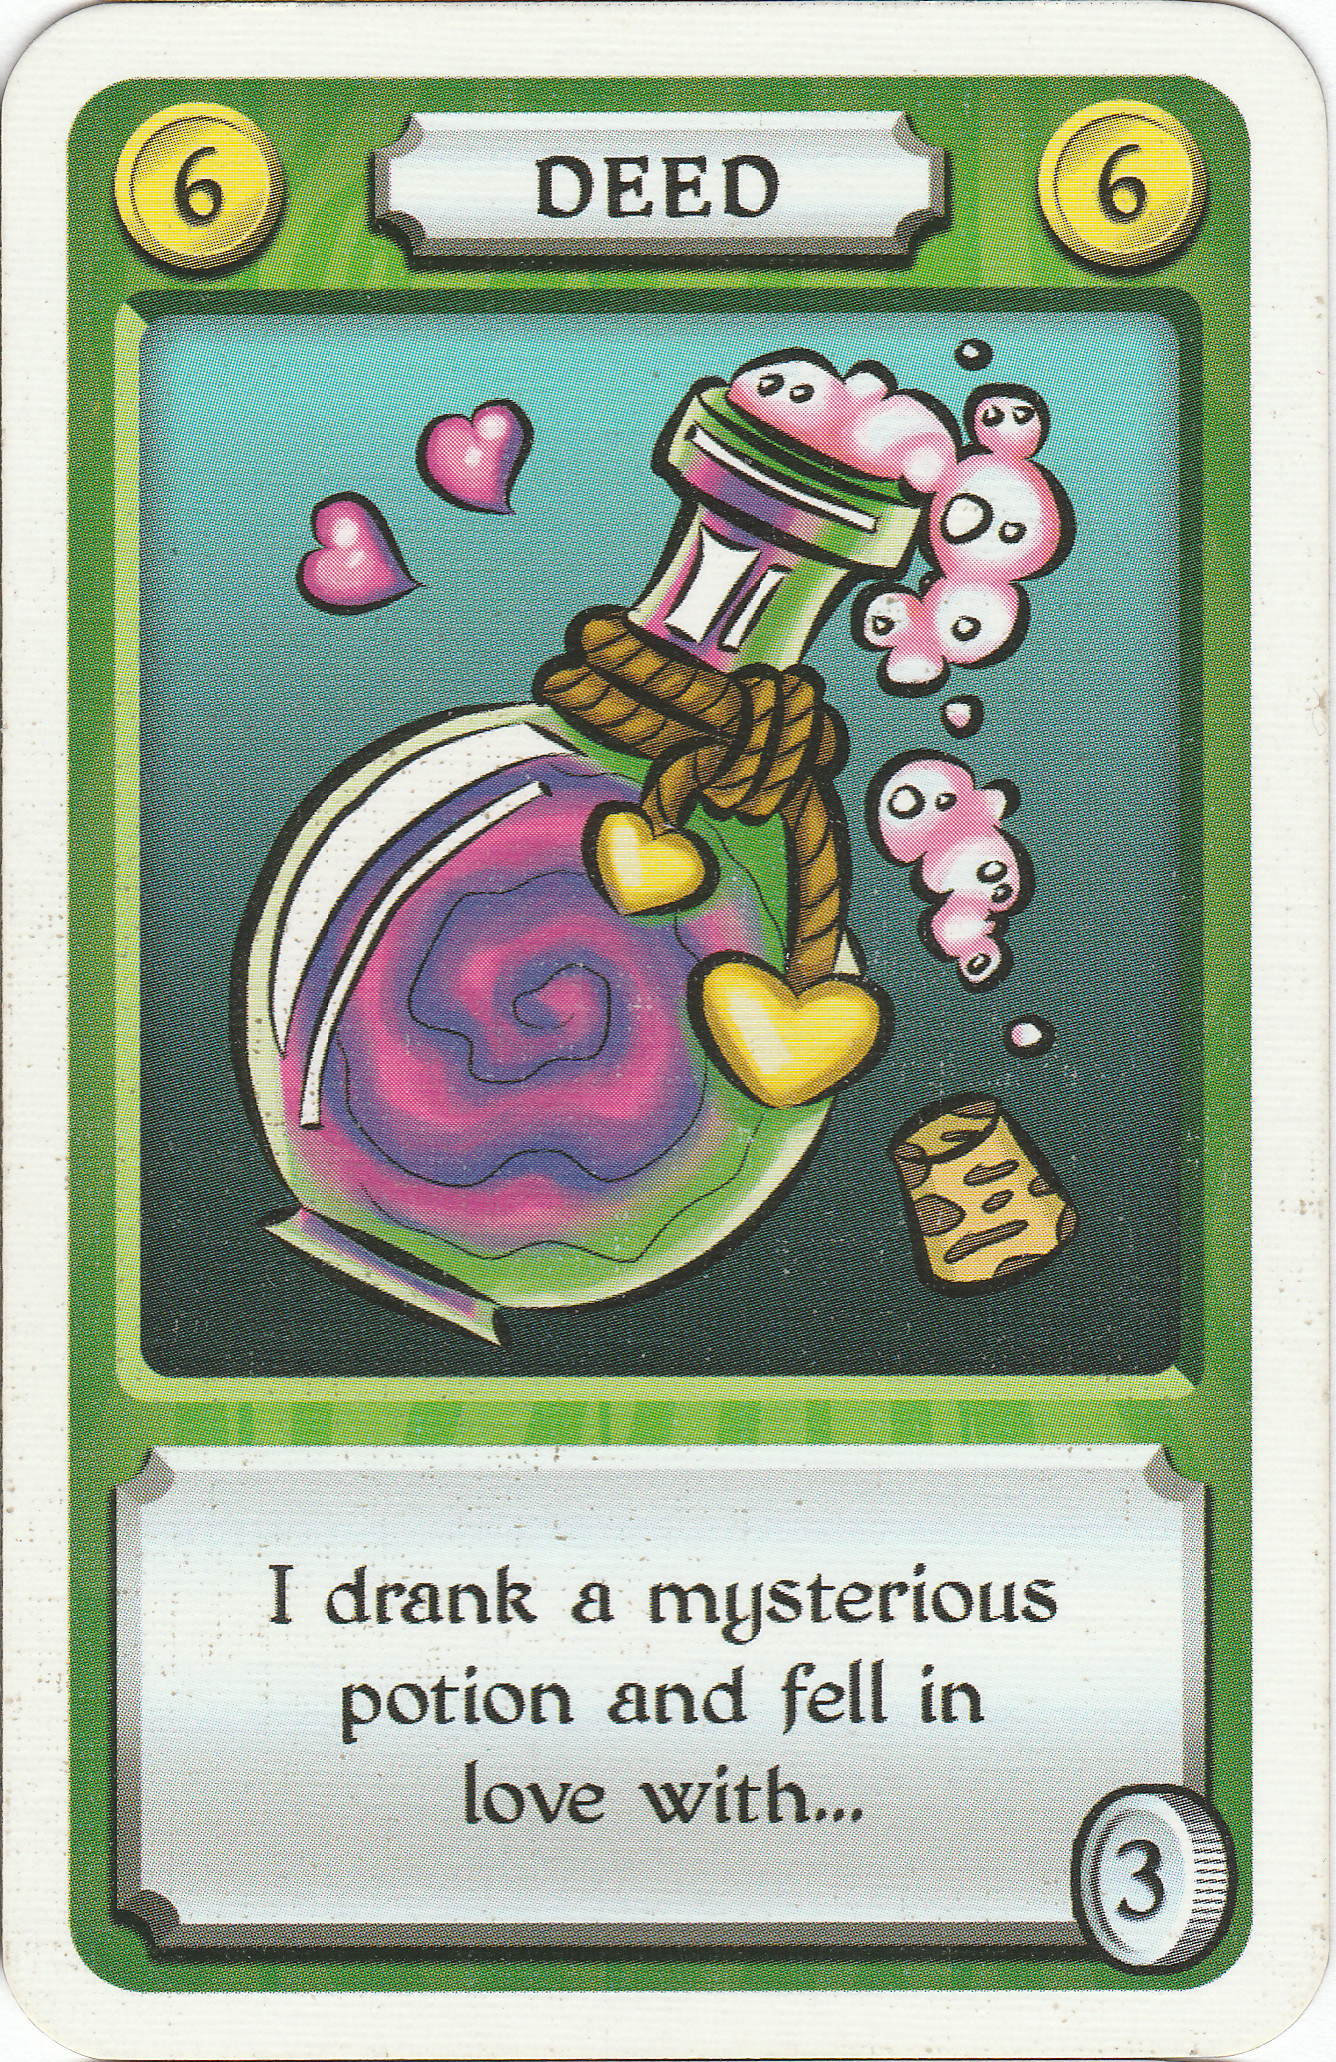 6 DEED 6
I drank a mysterious
potion and fell in
love with...
3